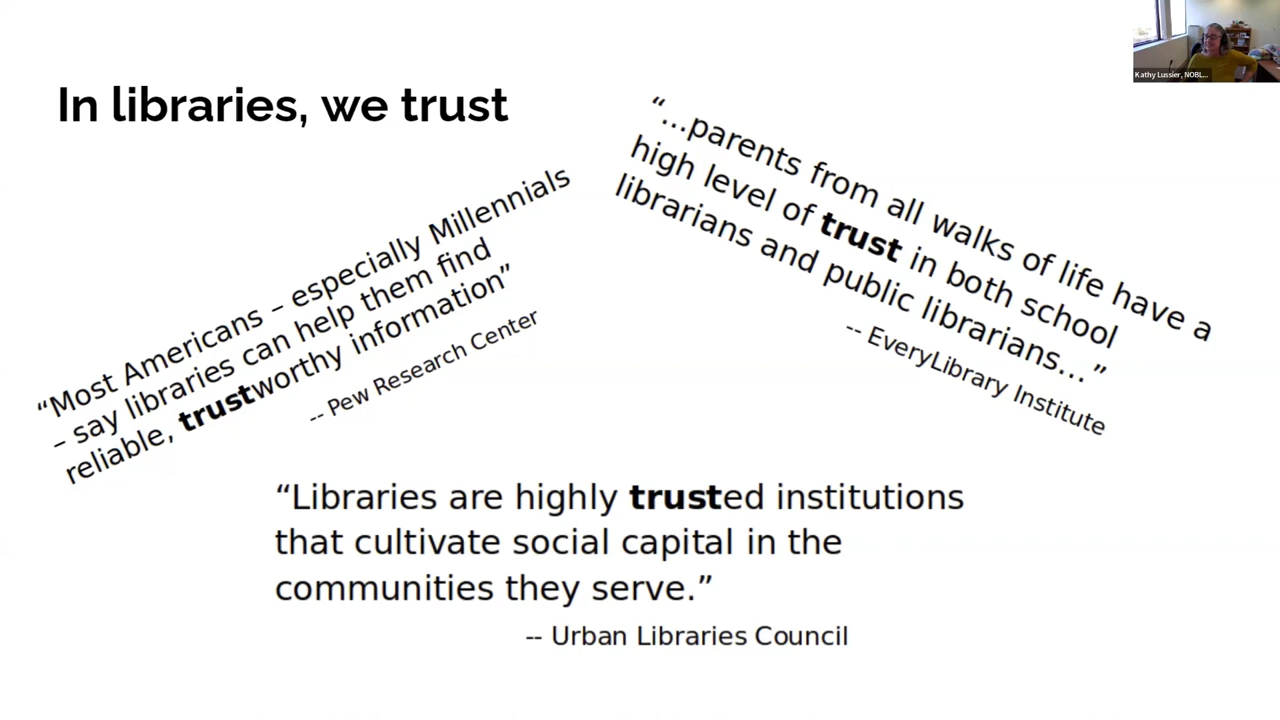 In libraries, we trust
“Most Americans – especially Millennials
– say libraries can help them find
reliable, trustworthy information”
-- Pew Research Center
“...parents from all walks of life have a
high level of trust in both school
librarians and public librarians...”
-- EveryLibrary Institute
“Libraries are highly trusted institutions
that cultivate social capital in the
communities they serve.”
-- Urban Libraries Council
Kathy Lussier, NOBL...